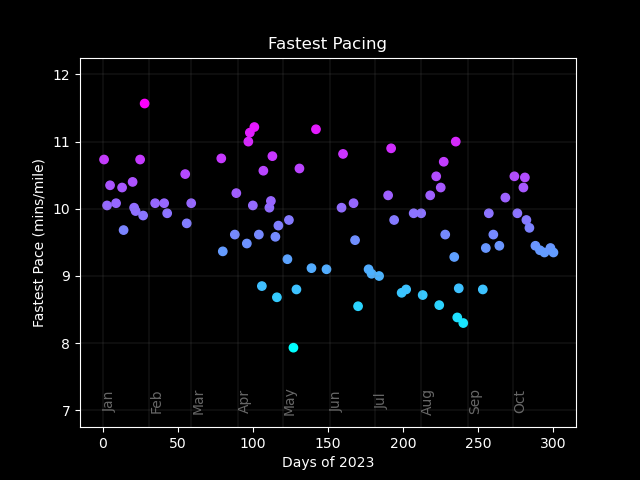 Fastest Pacing
Fastest Pace (mins/mile)
12
11
10
9
8
7
Jan
Feb
Mar
Apr
May
Jun
Jul
Aug
Sep
Oct
0 50 100 150 200 250 300
Days of 2023